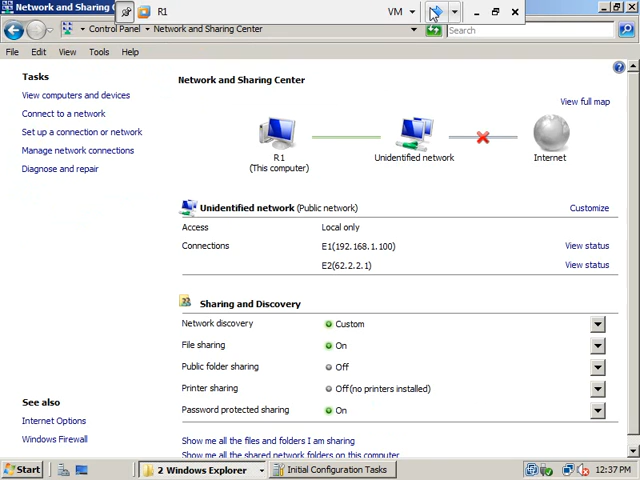 Network and Sharing C
R1
VM
Control Panel
Network and Sharing Center
Search
File Edit View Tools Help
Tasks
View computers and devices
Connect to a network
Set up a connection or network
Manage network connections
Diagnose and repair
See also
Internet Options
Windows Firewall
Network and Sharing Center
View full map
R1
(This computer)
Unidentified network
Internet
Unidentified network (Public network)
Customize
Access Local only
Connections E1(192.168.1.100) View status
E2(62.2.2.1) View status
Sharing and Discovery
Network discovery Custom
File sharing On
Public folder sharing Off
Printer sharing Off(no printers installed)
Password protected sharing On
Show me all the files and folders I am sharing
Show me all the shared network folders on this computer
Start
2 Windows Explorer
Initial Configuration Tasks
12:37 PM